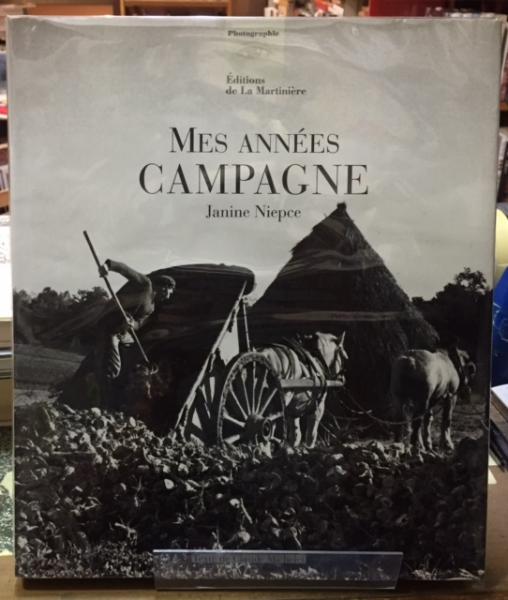 Photographie
Éditions
de La Martinière
MES ANNÉES
CAMPAGNE
Janine Niepce